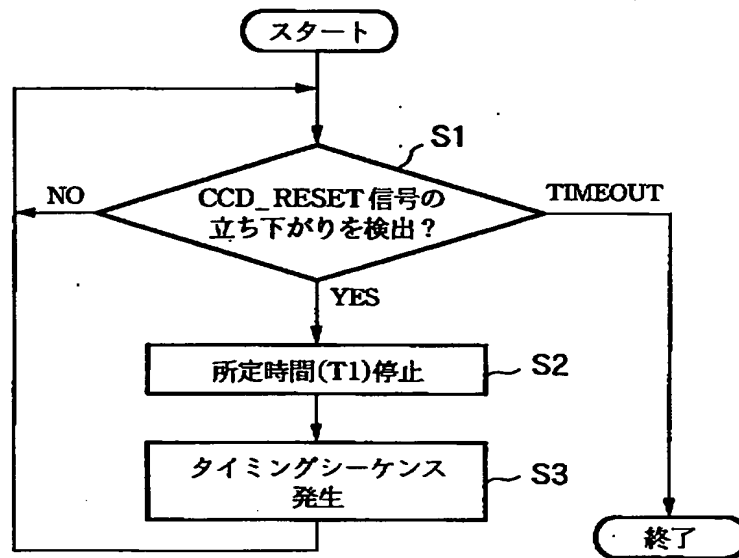 スタート
S1
NO
CCD_RESET信号の
立ち下がりを検出?
TIMEOUT
YES
所定時間(T1)停止
S2
タイミングシーケンス
発生
S3
終了